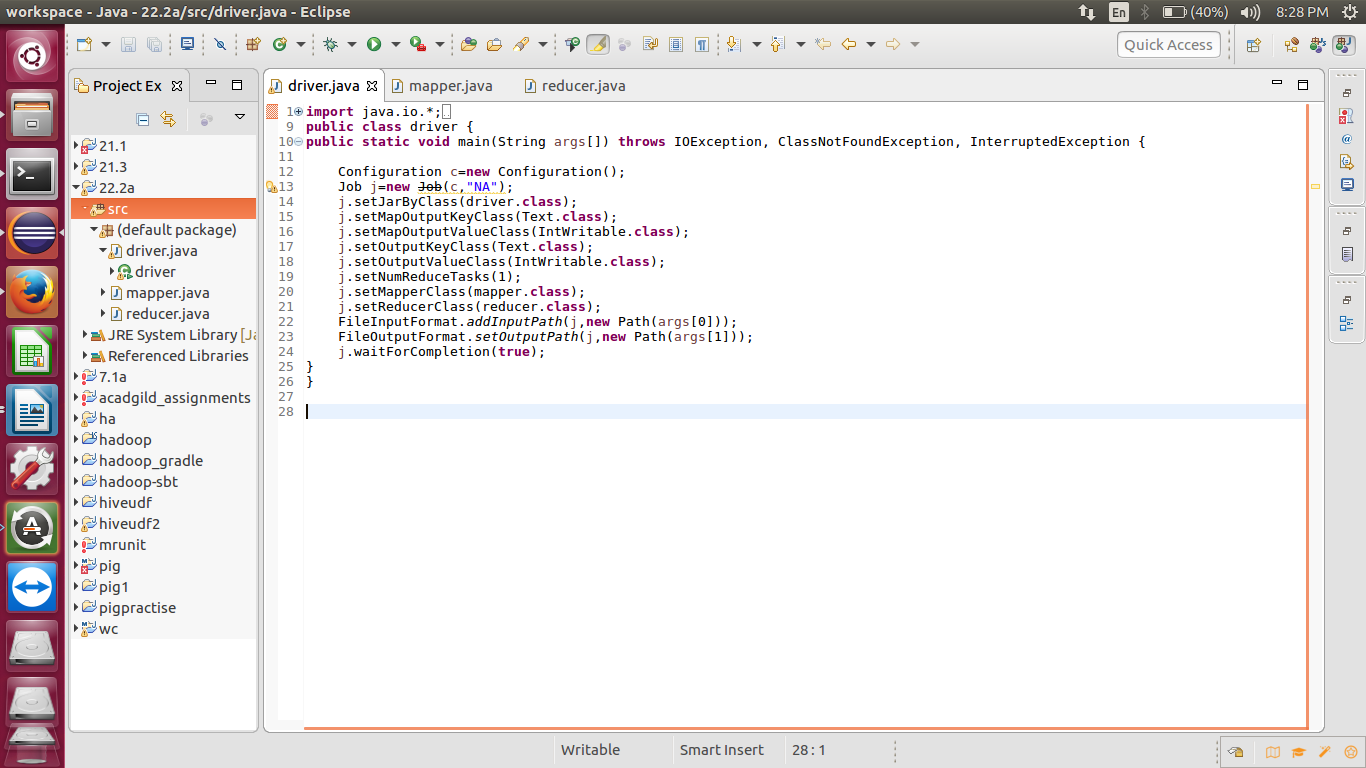 workspace - Java - 22.2a/src/driver.java - Eclipse
En
(40%)
8:28 PM
Quick Access
Project Ex
driver.java
mapper.java
reducer.java
21.1
21.3
22.2a
src
(default package)
driver.java
driver
mapper.java
reducer.java
JRE System Library [Ja
Referenced Libraries
7.1a
acadgild_assignments
ha
hadoop
hadoop_gradle
hadoop-sbt
hiveudf
hiveudf2
mrunit
pig
pig1
pigpractise
wc
1 import java.io.*;
9 public class driver {
10 public static void main(String args[]) throws IOException, ClassNotFoundException, InterruptedException {
11
12 Configuration c=new Configuration();
13 Job j=new Job(c,"NA");
14 j.setJarByClass(driver.class);
15 j.setMapOutputKeyClass(Text.class);
16 j.setMapOutputValueClass(IntWritable.class);
17 j.setOutputKeyClass(Text.class);
18 j.setOutputValueClass(IntWritable.class);
19 j.setNumReduceTasks(1);
20 j.setMapperClass(mapper.class);
21 j.setReducerClass(reducer.class);
22 FileInputFormat.addInputPath(j,new Path(args[0]));
23 FileOutputFormat.setOutputPath(j,new Path(args[1]));
24 j.waitForCompletion(true);
25 }
26 }
27
28
Writable
Smart Insert
28 : 1